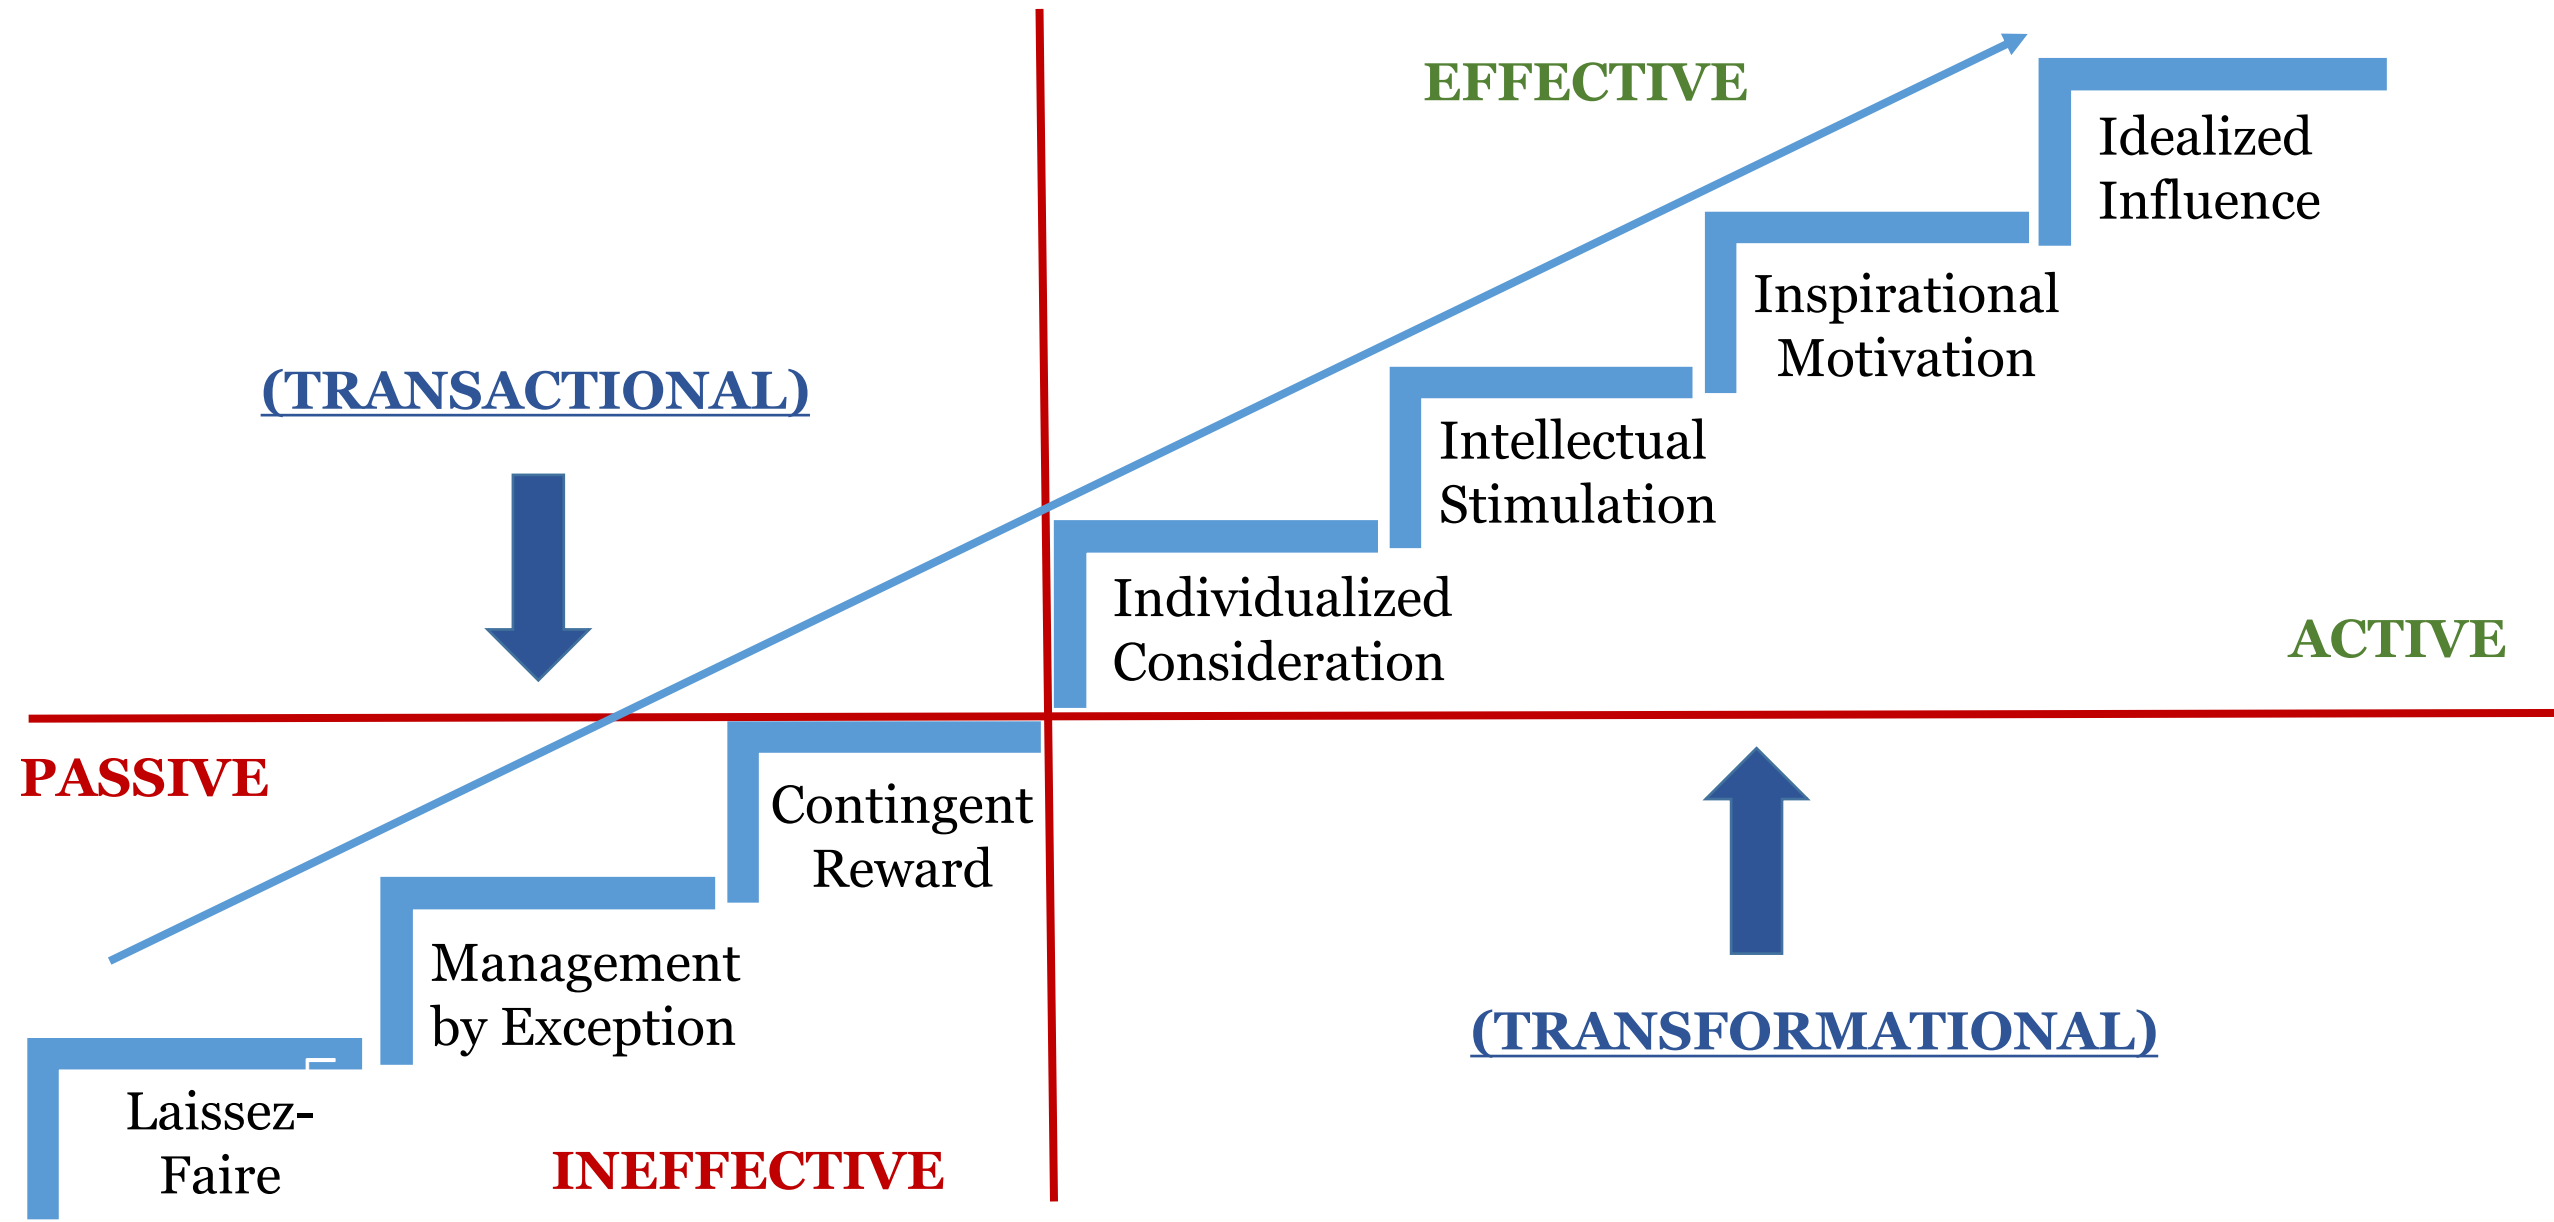 EFFECTIVE
Idealized
Influence
Inspirational
Motivation
(TRANSACTIONAL)
Intellectual
Stimulation
Individualized
Consideration
ACTIVE
PASSIVE
Contingent
Reward
Management
by Exception
(TRANSFORMATIONAL)
Laissez-
Faire
INEFFECTIVE